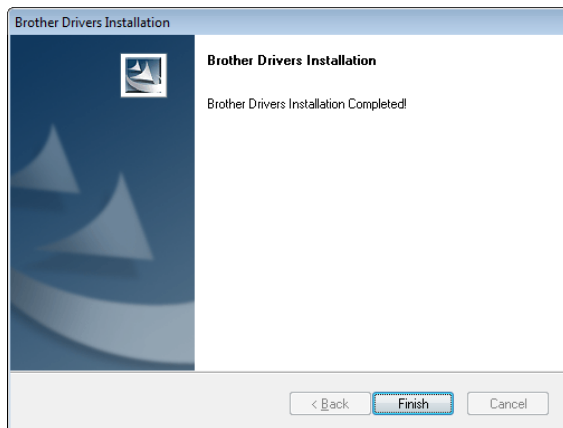 Brother Drivers Installation
Brother Drivers Installation
Brother Drivers Installation Completed!
< Back Finish Cancel